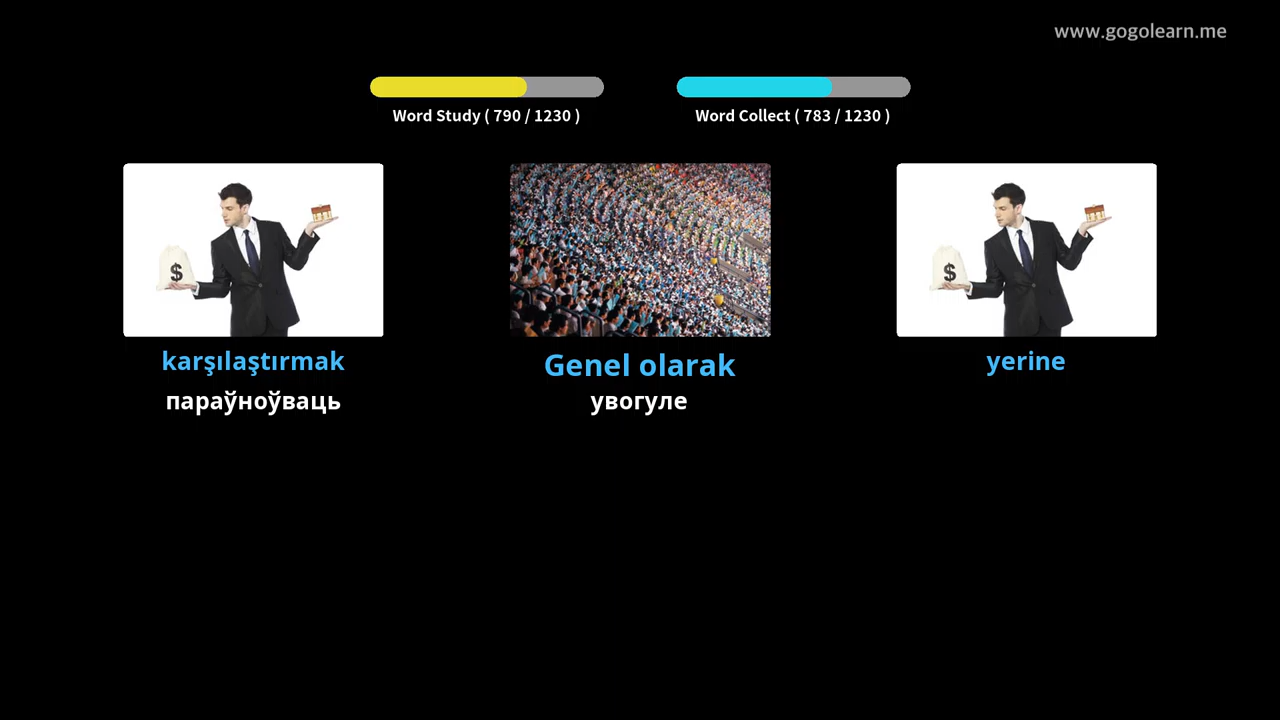 www.gogolearn.me
Word Study ( 790 / 1230 )
Word Collect ( 783 / 1230 )
$
$
karşılaştırmak
Genel olarak
yerine
параўноўваць
увогуле